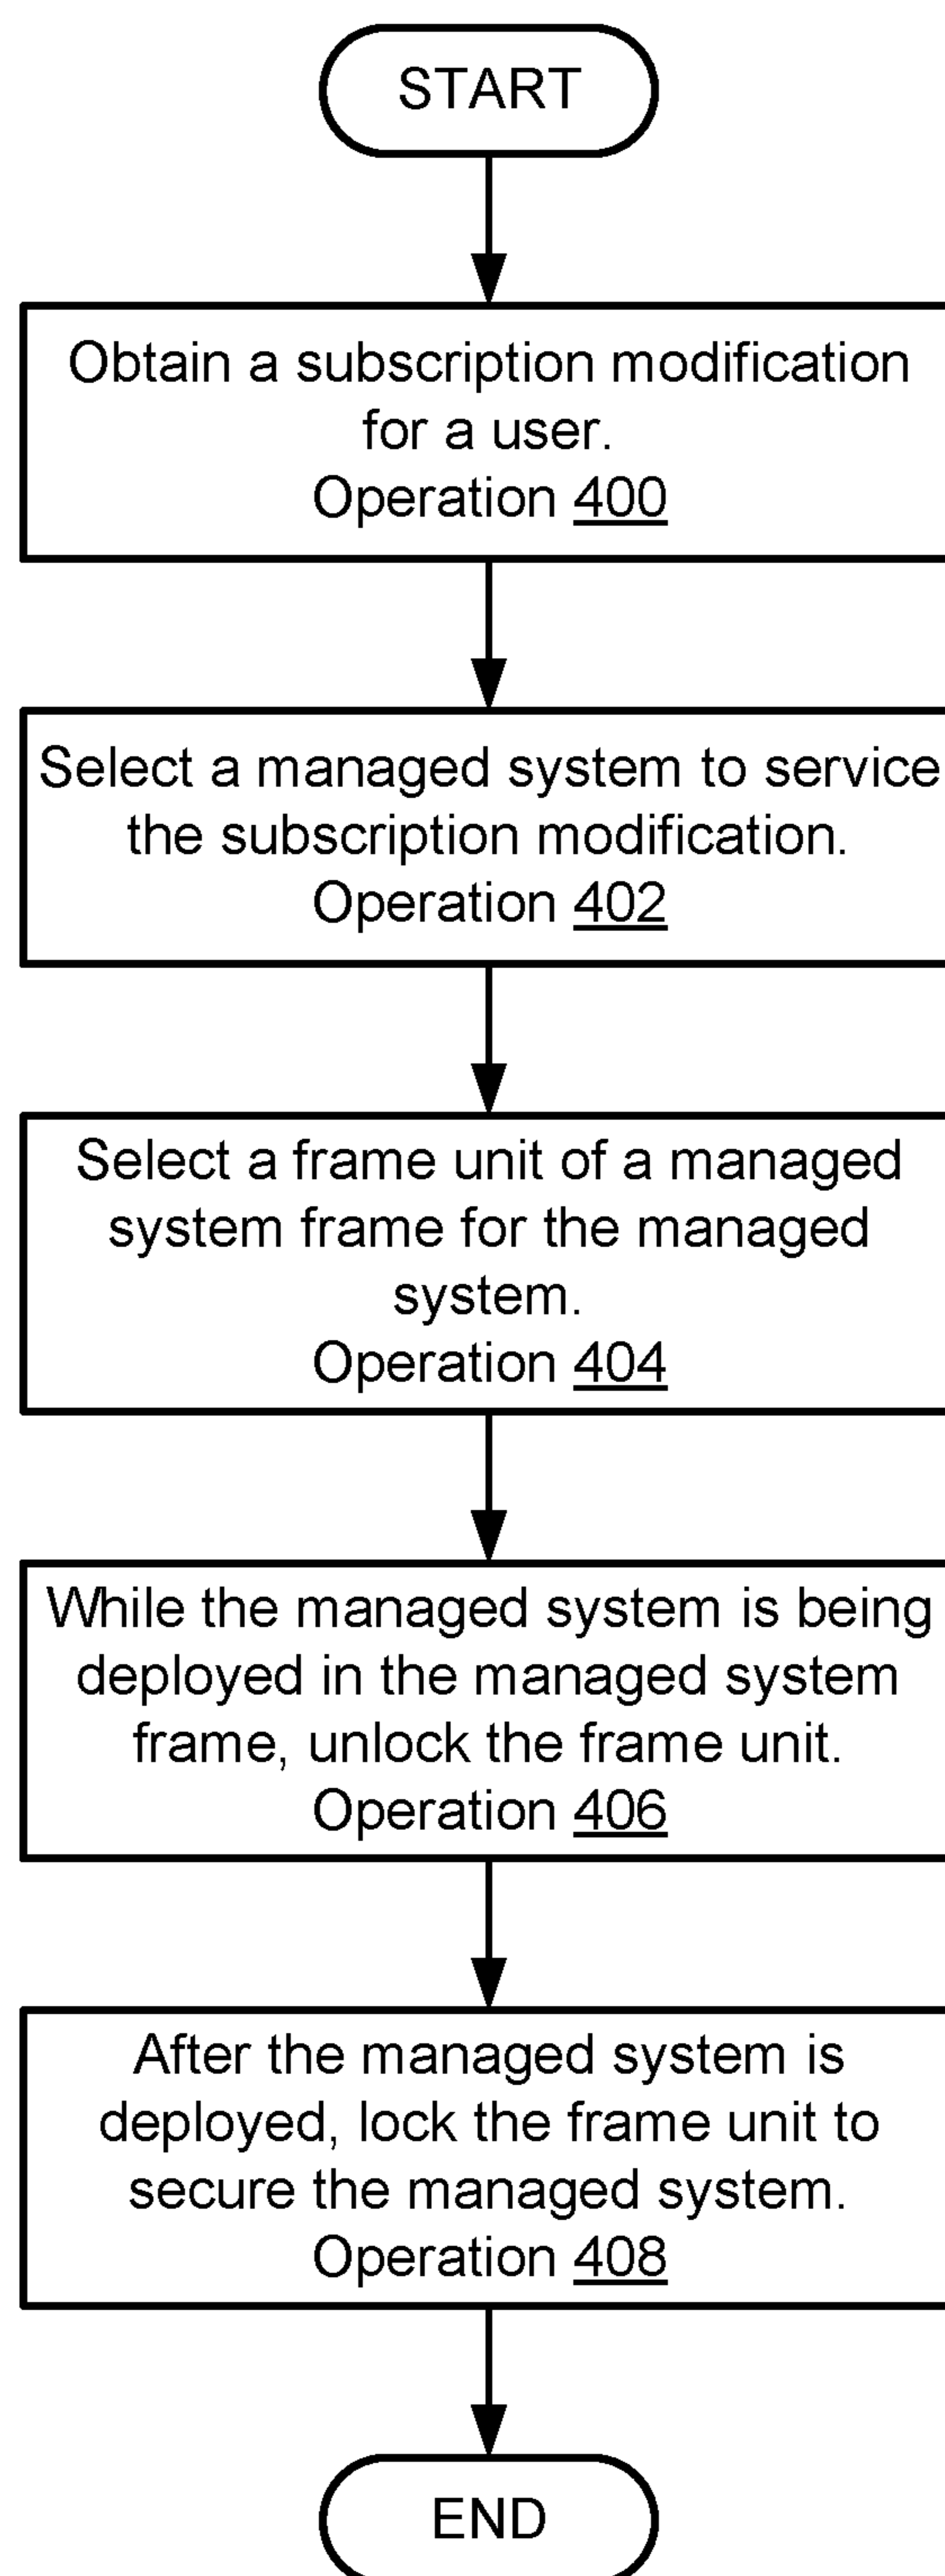 START
Obtain a subscription modification
for a user.
Operation 400
Select a managed system to service
the subscription modification.
Operation 402
Select a frame unit of a managed
system frame for the managed
system.
Operation 404
While the managed system is being
deployed in the managed system
frame, unlock the frame unit.
Operation 406
After the managed system is
deployed, lock the frame unit to
secure the managed system.
Operation 408
END